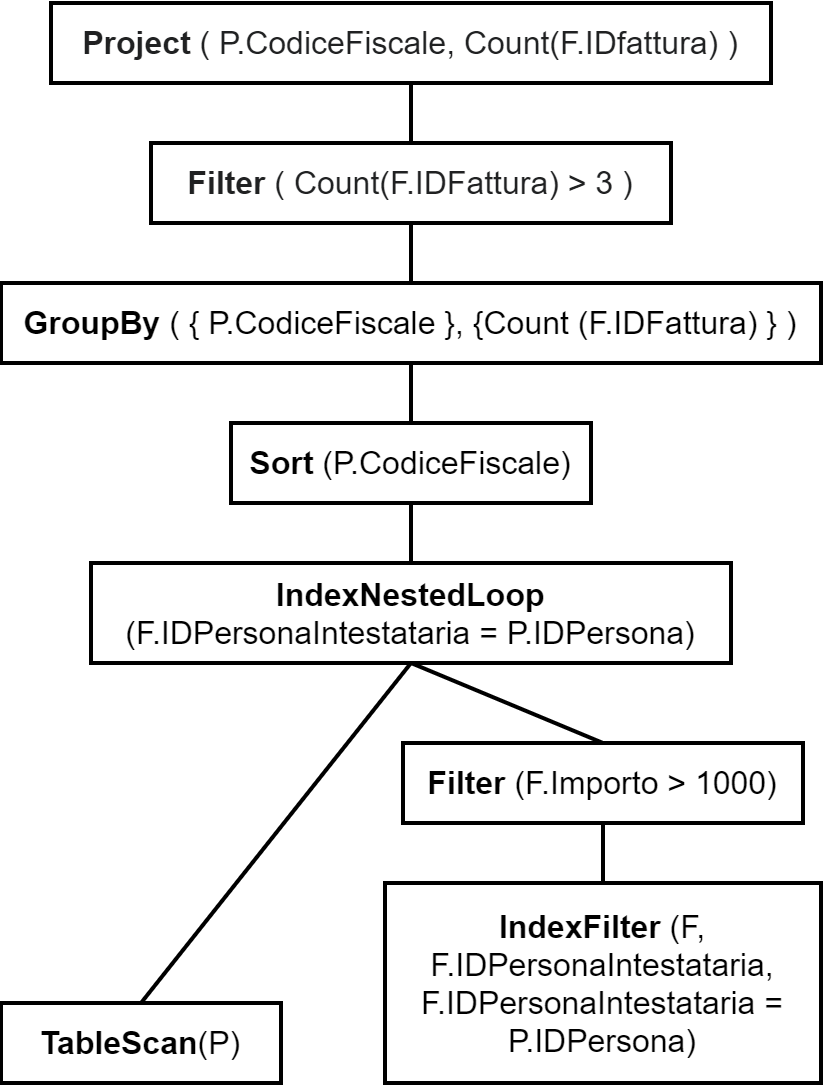 Project ( P.CodiceFiscale, Count(F.IDfattura) )
Filter ( Count(F.IDFattura) > 3 )
GroupBy ( { P.CodiceFiscale }, {Count (F.IDFattura) } )
Sort (P.CodiceFiscale)
IndexNestedLoop
(F.IDPersonaIntestataria = P.IDPersona)
Filter (F.Importo > 1000)
IndexFilter (F,
F.IDPersonaIntestataria,
F.IDPersonaIntestataria =
P.IDPersona)
TableScan(P)